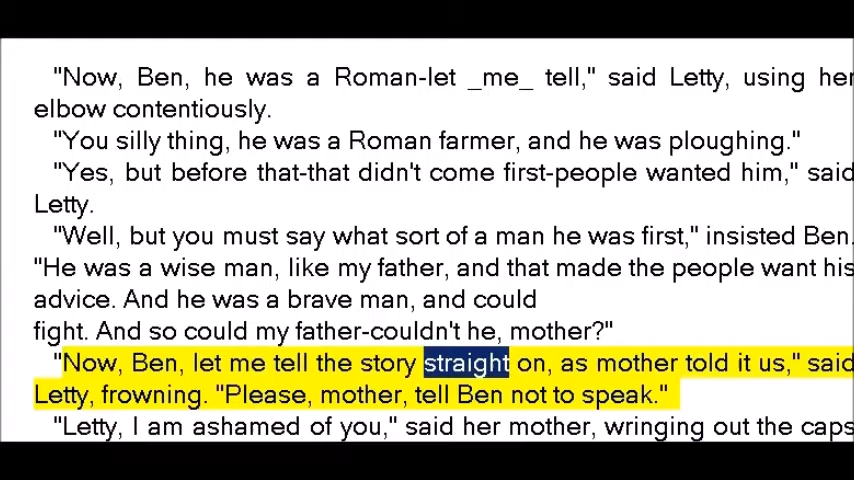 "Now, Ben, he was a Roman-let _me_ tell," said Letty, using her
elbow contentiously.
"You silly thing, he was a Roman farmer, and he was ploughing."
"Yes, but before that-that didn't come first-people wanted him," said
Letty.
"Well, but you must say what sort of a man he was first," insisted Ben.
"He was a wise man, like my father, and that made the people want his
advice. And he was a brave man, and could
fight. And so could my father-couldn't he, mother?"
"Now, Ben, let me tell the story straight on, as mother told it us," said
Letty, frowning. "Please, mother, tell Ben not to speak."
"Letty, I am ashamed of you," said her mother, wringing out the caps